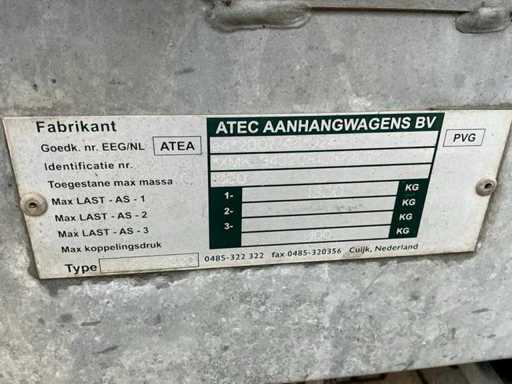 Fabrikant ATEC AANHANGWAGENS BV
Goedk. nr. EEG/NL ATEA PVG
Identificatie nr.
Toegestane max massa
Max LAST - AS - 1 1- KG
Max LAST - AS - 2 2- KG
Max LAST - AS - 3 3- KG
Max koppelingsdruk KG
Type 0485-322 322 fax 0485-320356 Cuijk, Nederland